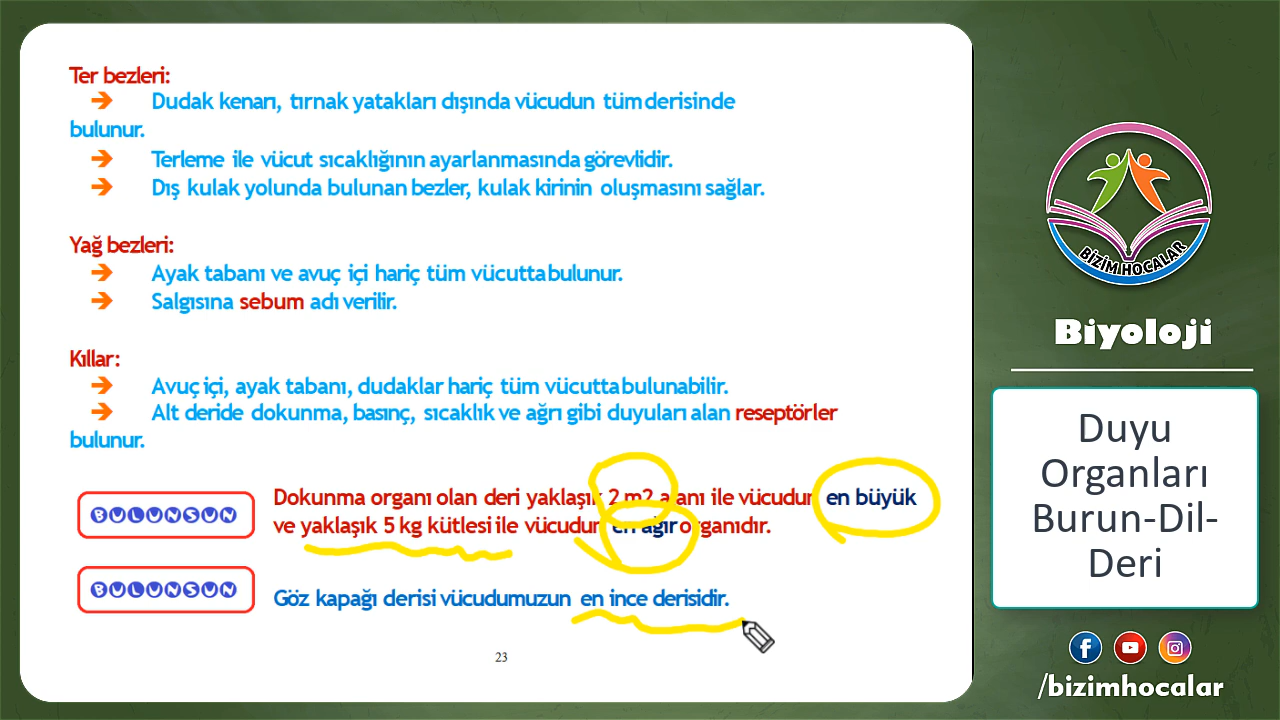 Ter bezleri:
➔ Dudak kenarı, tırnak yatakları dışında vücudun tüm derisinde
bulunur.
➔ Terleme ile vücut sıcaklığının ayarlanmasında görevlidir.
➔ Dış kulak yolunda bulunan bezler, kulak kirinin oluşmasını sağlar.
Yağ bezleri:
➔ Ayak tabanı ve avuç içi hariç tüm vücutta bulunur.
➔ Salgısına sebum adı verilir.
Kıllar:
➔ Avuç içi, ayak tabanı, dudaklar hariç tüm vücutta bulunabilir.
➔ Alt deride dokunma, basınç, sıcaklık ve ağrı gibi duyuları alan reseptörler
bulunur.
BULUNSUN
Dokunma organı olan deri yaklaşık 2 m2 alanı ile vücudun en büyük
ve yaklaşık 5 kg kütlesi ile vücudun en ağır organıdır.
BULUNSUN
Göz kapağı derisi vücudumuzun en ince derisidir.
23
BİZİM HOCALAR
Biyoloji
Duyu
Organları
Burun-Dil-
Deri
/bizimhocalar